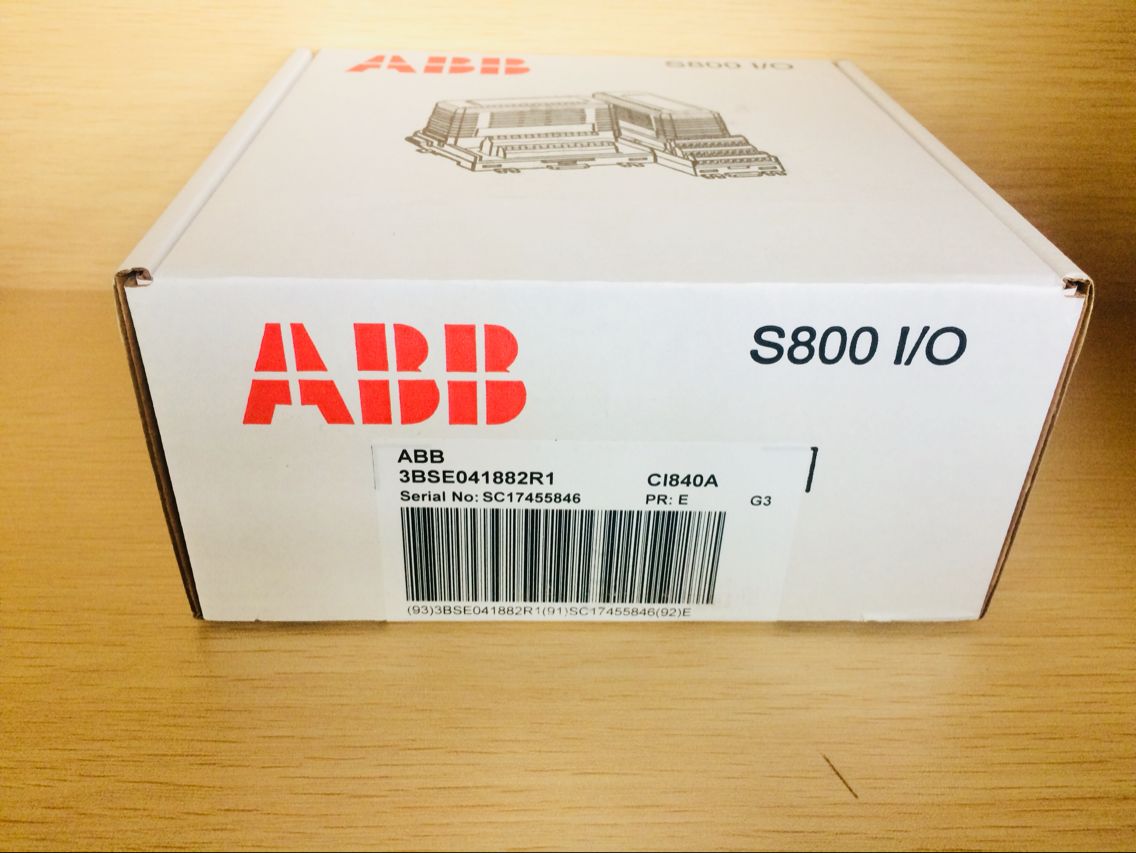 ABB
S800 I/O
ABB
S800 I/O
ABB
3BSE041882R1 CI840A
Serial No: SC17455846 PR: E G3
(93)3BSE041882R1(91)SC17455846(92)E